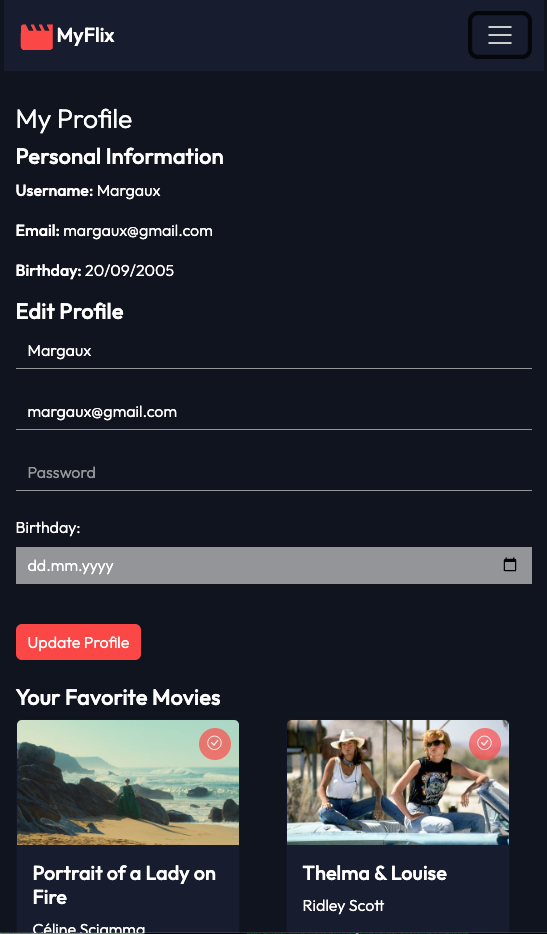 MyFlix
My Profile
Personal Information
Username: Margaux
Email: margaux@gmail.com
Birthday: 20/09/2005
Edit Profile
Margaux
margaux@gmail.com
Password
Birthday:
dd.mm.yyyy
Update Profile
Your Favorite Movies
Portrait of a Lady on
Fire
Céline Sciamma
Thelma & Louise
Ridley Scott